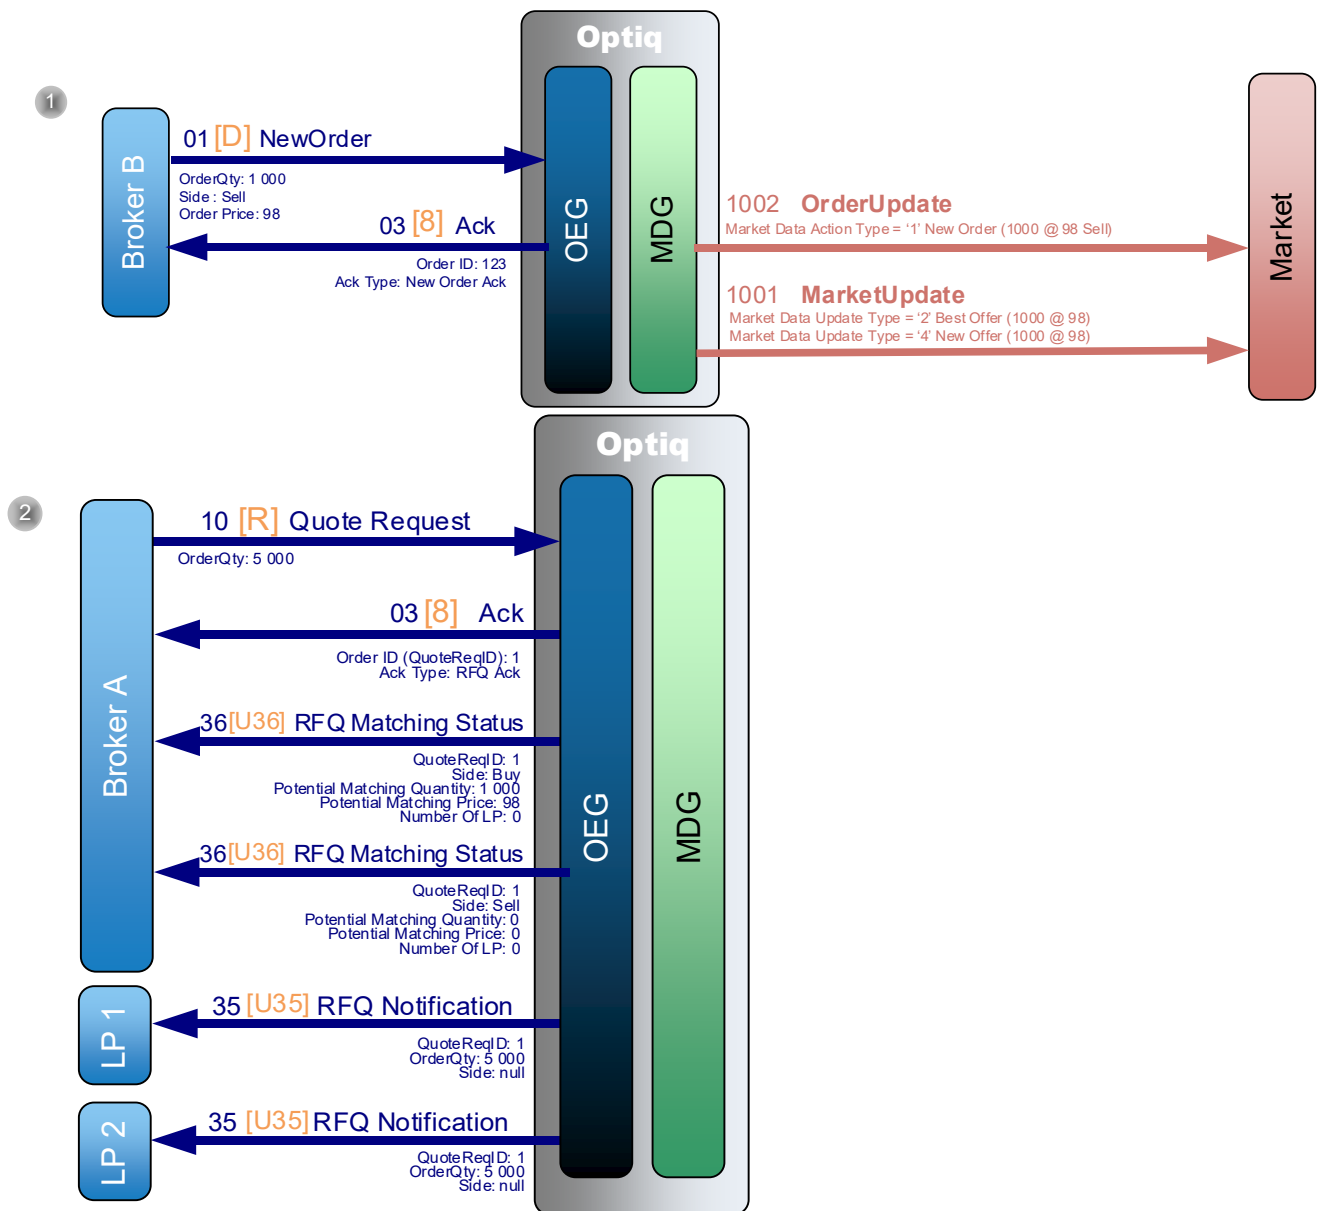 Optiq
1
Broker B
01 [D] NewOrder
OrderQty: 1 000
Side : Sell
Order Price: 98
03 [8] Ack
Order ID: 123
Ack Type: New Order Ack
OEG
MDG
1002 OrderUpdate
Market Data Action Type = ‘1’ New Order (1000 @ 98 Sell)
1001 MarketUpdate
Market Data Update Type = ‘2’ Best Offer (1000 @ 98)
Market Data Update Type = ‘4’ New Offer (1000 @ 98)
Market
Optiq
2
Broker A
10 [R] Quote Request
OrderQty: 5 000
03 [8] Ack
Order ID (QuoteReqID): 1
Ack Type: RFQ Ack
36 [U36] RFQ Matching Status
QuoteReqID: 1
Side: Buy
Potential Matching Quantity: 1 000
Potential Matching Price: 98
Number Of LP: 0
36 [U36] RFQ Matching Status
QuoteReqID: 1
Side: Sell
Potential Matching Quantity: 0
Potential Matching Price: 0
Number Of LP: 0
OEG
MDG
LP 1
35 [U35] RFQ Notification
QuoteReqID: 1
OrderQty: 5 000
Side: null
LP 2
35 [U35] RFQ Notification
QuoteReqID: 1
OrderQty: 5 000
Side: null